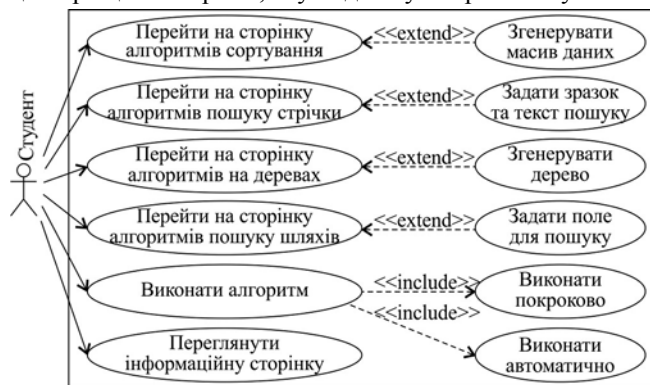 Перейти на сторінку
алгоритмів сортування
<<extend>>
Згенерувати
масив даних
Перейти на сторінку
алгоритмів пошуку стрічки
<<extend>>
Задати зразок
та текст пошуку
Студент
Перейти на сторінку
алгоритмів на деревах
<<extend>>
Згенерувати
дерево
Перейти на сторінку
алгоритмів пошуку шляхів
<<extend>>
Задати поле
для пошуку
Виконати алгоритм
<<include>>
<<include>>
Виконати
покроково
Переглянути
інформаційну сторінку
Виконати
автоматично